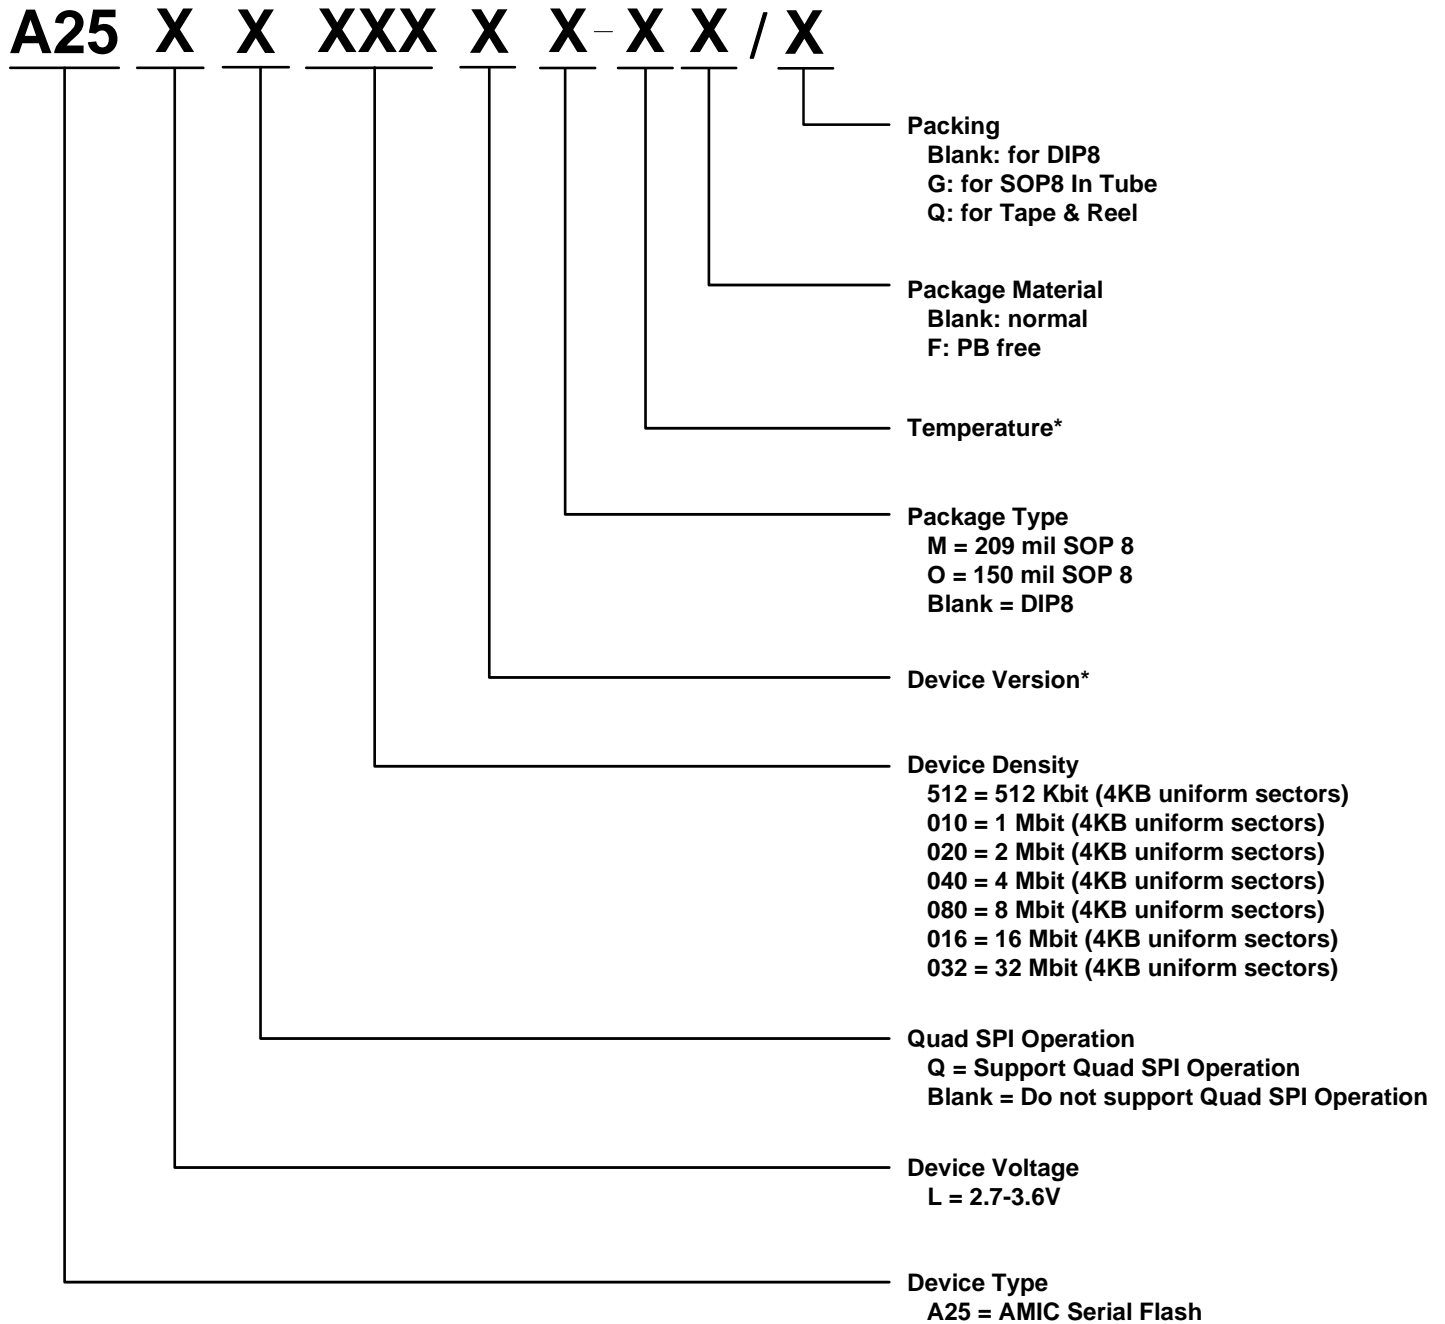 A25 X X XXX X X - X X / X
Packing
Blank: for DIP8
G: for SOP8 In Tube
Q: for Tape & Reel
Package Material
Blank: normal
F: PB free
Temperature*
Package Type
M = 209 mil SOP 8
O = 150 mil SOP 8
Blank = DIP8
Device Version*
Device Density
512 = 512 Kbit (4KB uniform sectors)
010 = 1 Mbit (4KB uniform sectors)
020 = 2 Mbit (4KB uniform sectors)
040 = 4 Mbit (4KB uniform sectors)
080 = 8 Mbit (4KB uniform sectors)
016 = 16 Mbit (4KB uniform sectors)
032 = 32 Mbit (4KB uniform sectors)
Quad SPI Operation
Q = Support Quad SPI Operation
Blank = Do not support Quad SPI Operation
Device Voltage
L = 2.7-3.6V
Device Type
A25 = AMIC Serial Flash